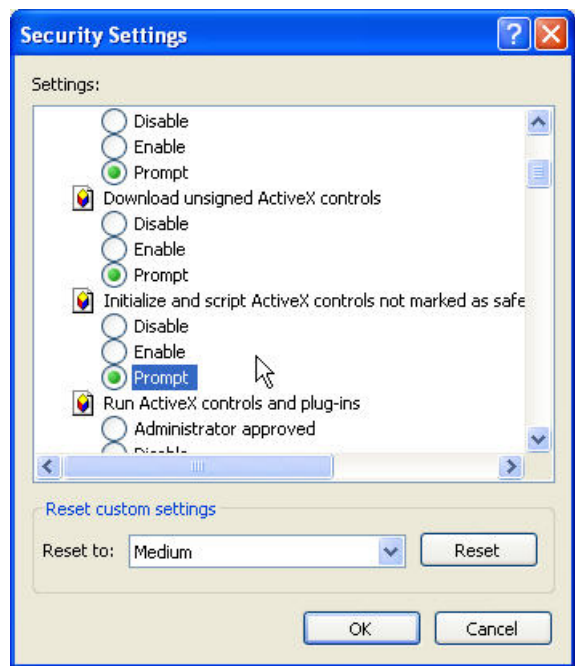 Security Settings
Settings:
Disable
Enable
Prompt
Download unsigned ActiveX controls
Disable
Enable
Prompt
Initialize and script ActiveX controls not marked as safe
Disable
Enable
Prompt
Run ActiveX controls and plug-ins
Administrator approved
Reset custom settings
Reset to: Medium Reset
OK Cancel